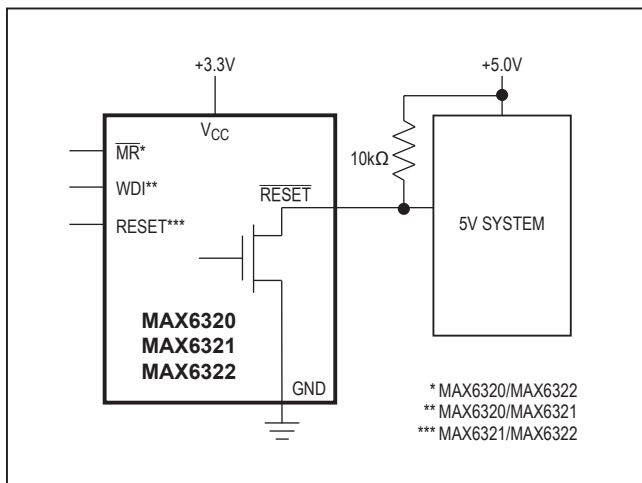 +3.3V
+5.0V
VCC
MR*
10kΩ
WDI**
RESET
RESET***
5V SYSTEM
MAX6320
MAX6321
MAX6322
GND
* MAX6320/MAX6322
** MAX6320/MAX6321
*** MAX6321/MAX6322